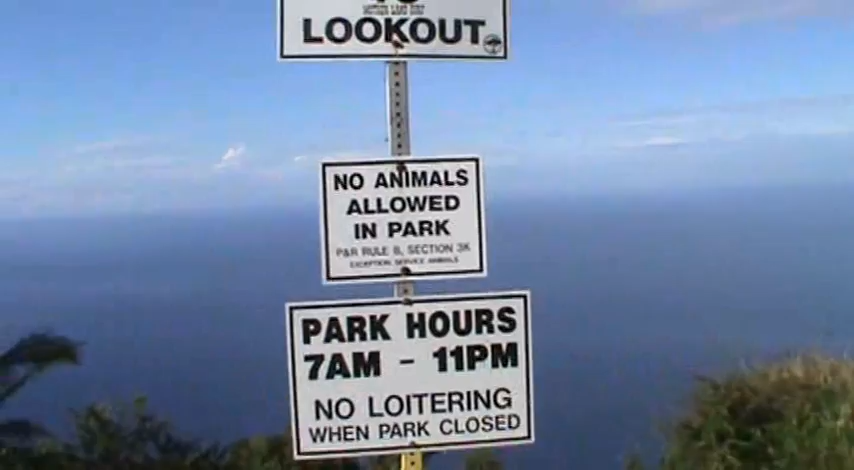 LOOKOUT
NO ANIMALS
ALLOWED
IN PARK
P&R RULE 8, SECTION 3K
EXCEPTION: SERVICE ANIMALS
PARK HOURS
7AM - 11PM
NO LOITERING
WHEN PARK CLOSED